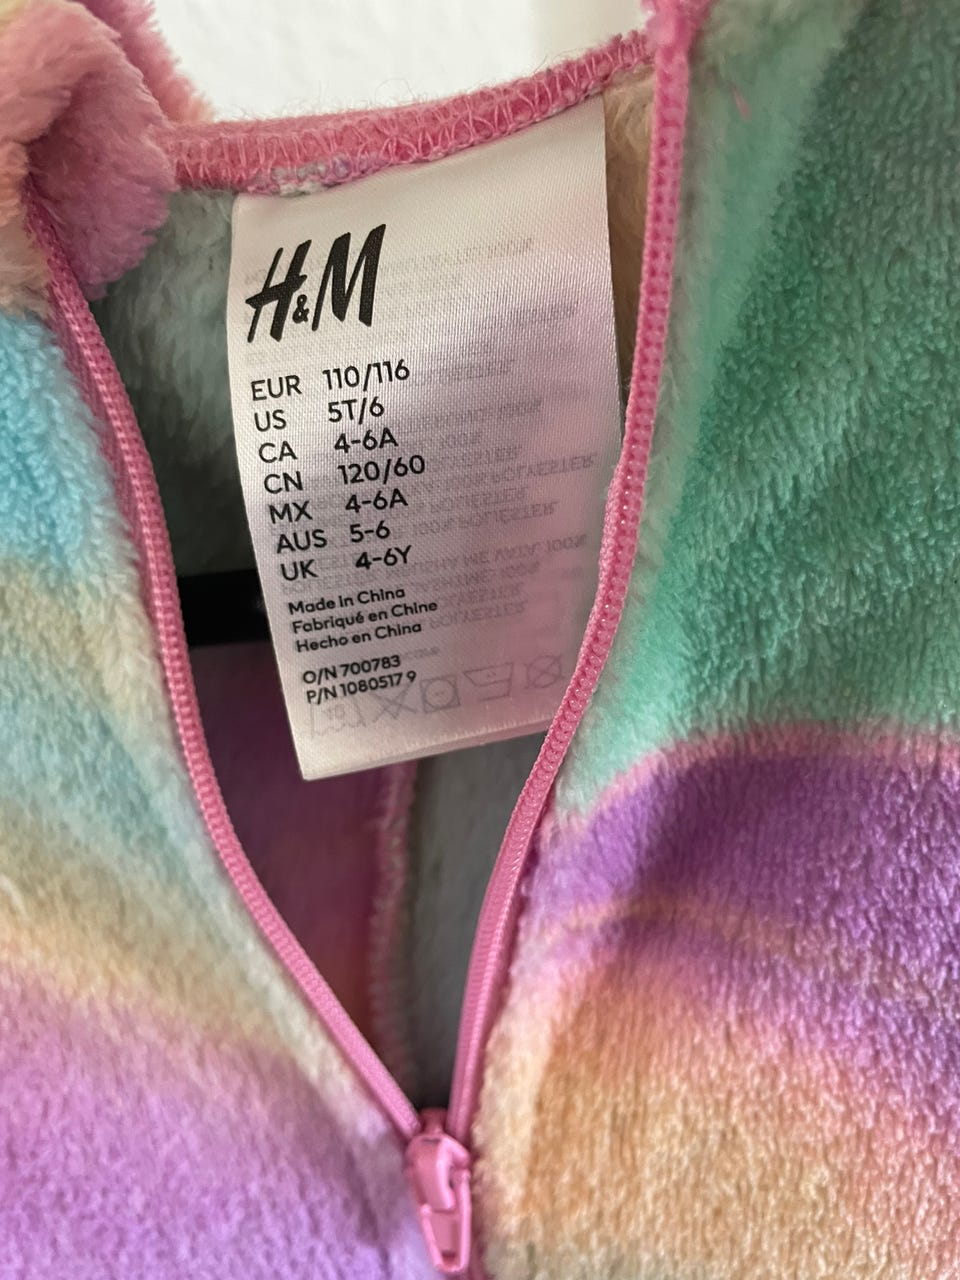 H&M
EUR 110/116
US 5T/6
CA 4-6A
CN 120/60
MX 4-6A
AUS 5-6
UK 4-6Y
Made in China
Fabriqué en Chine
Hecho en China
O/N 700783
P/N 1080517 9